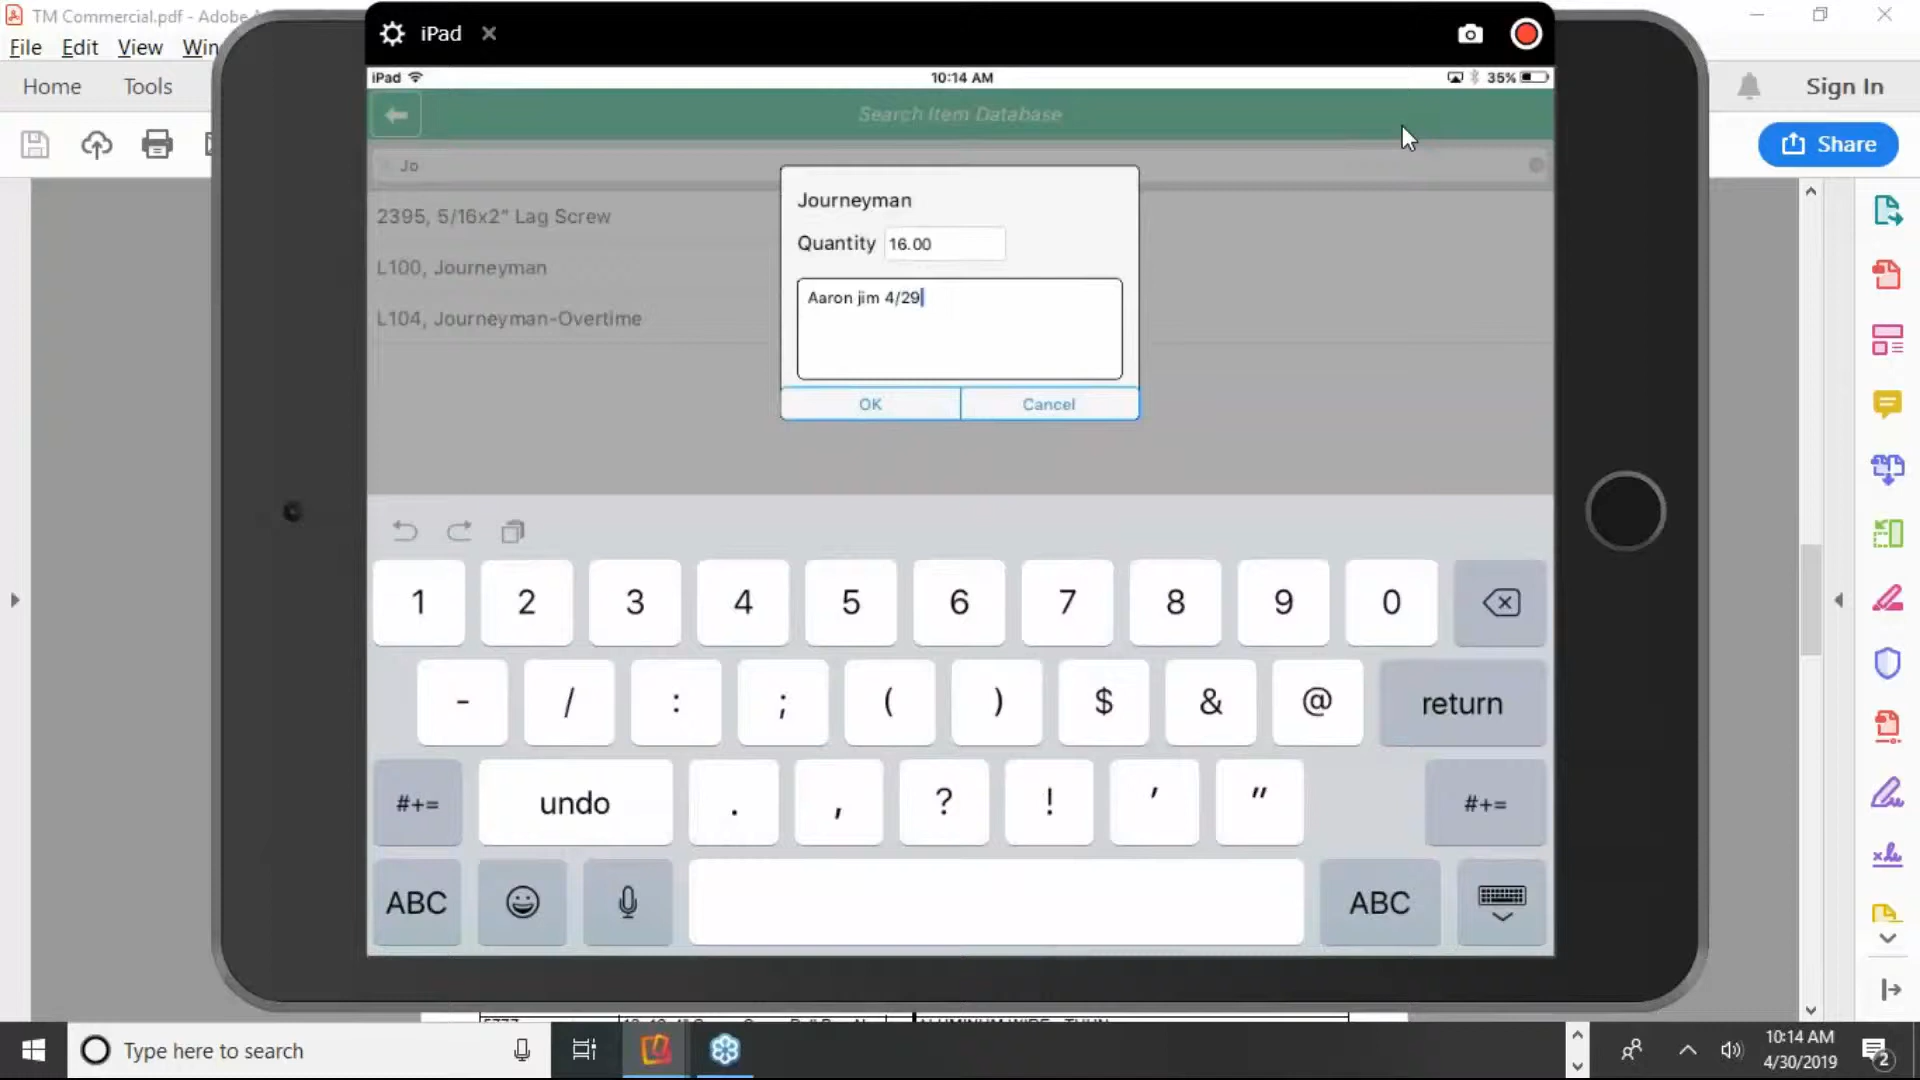 TM Commercial.pdf - Adobe
File Edit View Win
Home Tools
iPad
iPad 10:14 AM 35%
Sign In
Share
Search Item Database
Jo
2395, 5/16x2" Lag Screw
L100, Journeyman
L104, Journeyman-Overtime
Journeyman
Quantity 16.00
Aaron jim 4/29
OK Cancel
1 2 3 4 5 6 7 8 9 0
- / : ; ( ) $ & @ return
#+= undo . , ? ! ' " #+=
ABC ABC
Type here to search
10:14 AM
4/30/2019
2